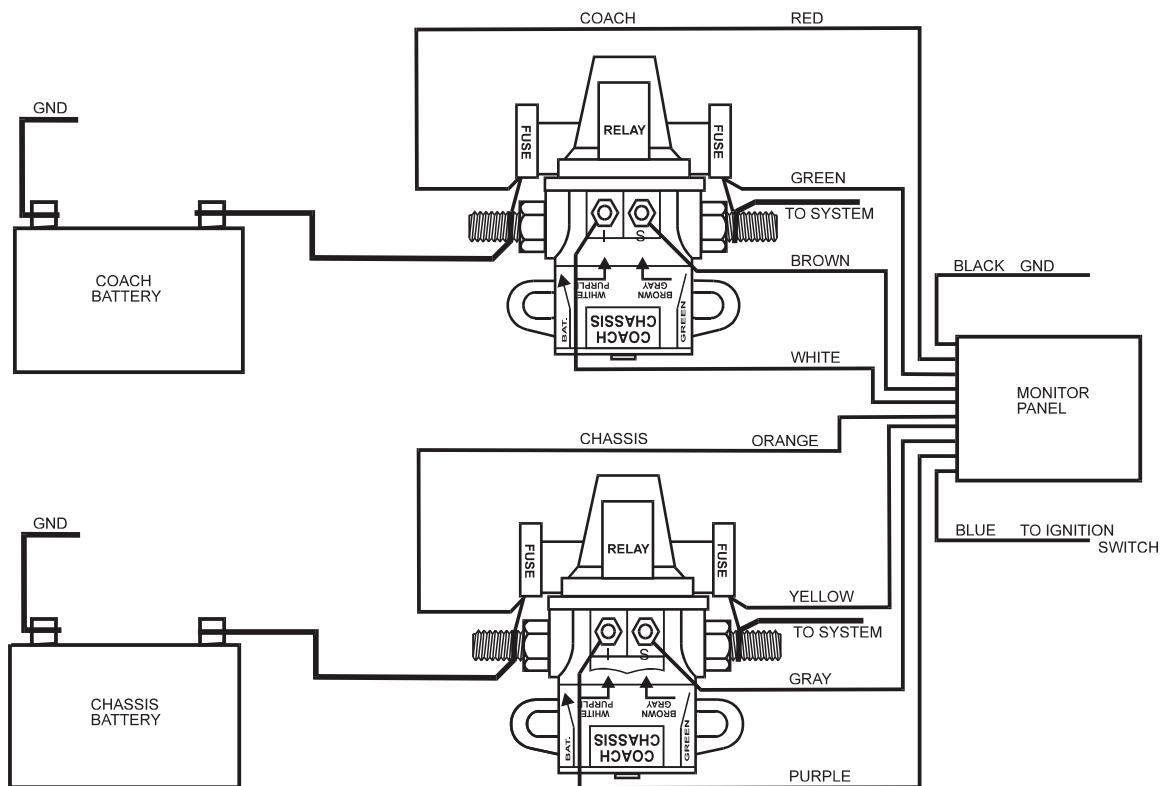 COACH RED
GND
FUSE
RELAY
FUSE
GREEN
TO SYSTEM
I S
COACH
BATTERY
BROWN
BLACK GND
WHITE
PURPLE
BROWN
GRAY
BAT.
COACH
CHASSIS
GREEN
WHITE
MONITOR
PANEL
CHASSIS ORANGE
GND
FUSE
RELAY
FUSE
BLUE TO IGNITION
SWITCH
YELLOW
TO SYSTEM
I S
GRAY
CHASSIS
BATTERY
WHITE
PURPLE
BROWN
GRAY
BAT.
COACH
CHASSIS
GREEN
PURPLE